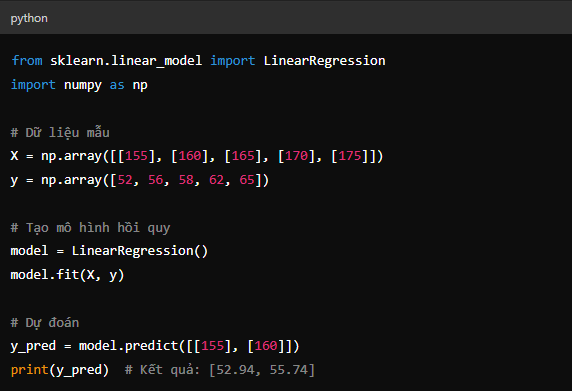 python
from sklearn.linear_model import LinearRegression
import numpy as np
# Dữ liệu mẫu
X = np.array([[155], [160], [165], [170], [175]])
y = np.array([52, 56, 58, 62, 65])
# Tạo mô hình hồi quy
model = LinearRegression()
model.fit(X, y)
# Dự đoán
y_pred = model.predict([[155], [160]])
print(y_pred)  # Kết quả: [52.94, 55.74]